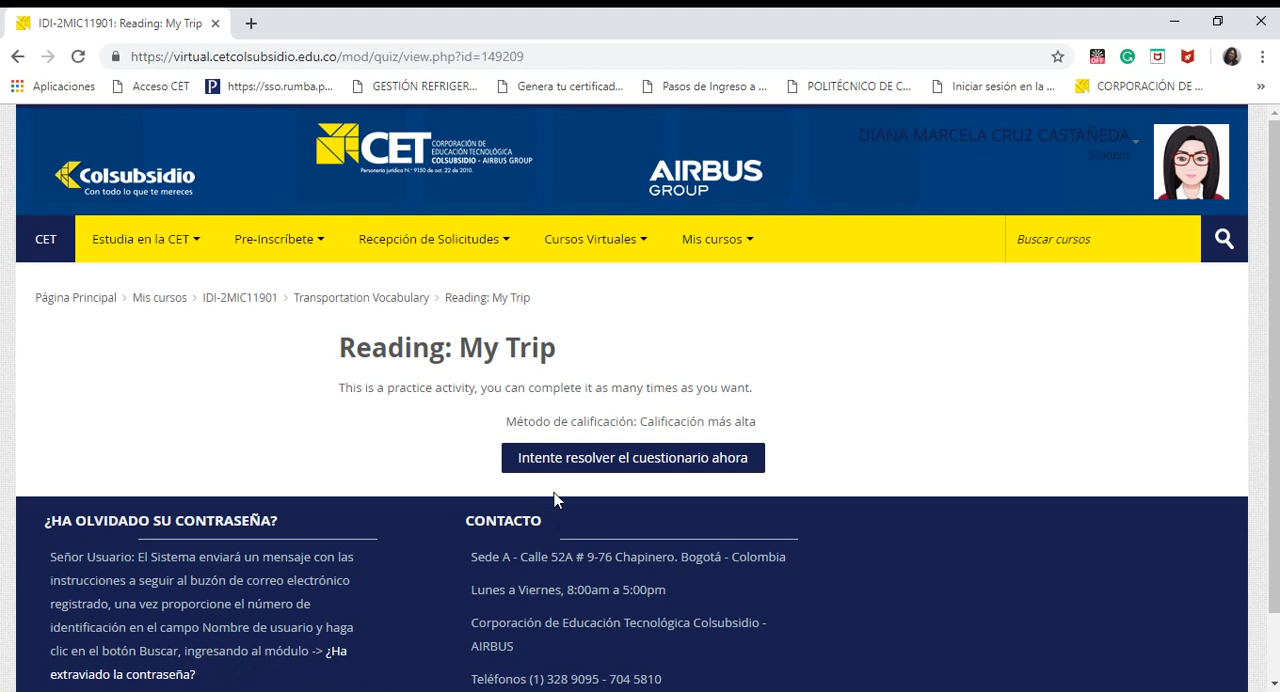 IDI-2MIC11901: Reading: My Trip
https://virtual.cetcolsubsidio.edu.co/mod/quiz/view.php?id=149209
OFF
Aplicaciones
Acceso CET
https://sso.rumba.p...
GESTIÓN REFRIGER...
Genera tu certificad...
Pasos de Ingreso a ...
POLITÉCNICO DE C...
Iniciar sesión en la ...
CORPORACIÓN DE ...
Colsubsidio
Con todo lo que te mereces
CET
CORPORACIÓN DE
EDUCACIÓN TECNOLÓGICA
COLSUBSIDIO - AIRBUS GROUP
Personería jurídica N.° 9150 de oct. 22 de 2010.
AIRBUS
GROUP
DIANA MARCELA CRUZ CASTAÑEDA
Student
CET
Estudia en la CET
Pre-Inscríbete
Recepción de Solicitudes
Cursos Virtuales
Mis cursos
Buscar cursos
Página Principal > Mis cursos > IDI-2MIC11901 > Transportation Vocabulary > Reading: My Trip
Reading: My Trip
This is a practice activity, you can complete it as many times as you want.
Método de calificación: Calificación más alta
Intente resolver el cuestionario ahora
¿HA OLVIDADO SU CONTRASEÑA?
Señor Usuario: El Sistema enviará un mensaje con las
instrucciones a seguir al buzón de correo electrónico
registrado, una vez proporcione el número de
identificación en el campo Nombre de usuario y haga
clic en el botón Buscar, ingresando al módulo -> ¿Ha
extraviado la contraseña?
CONTACTO
Sede A - Calle 52A # 9-76 Chapinero. Bogotá - Colombia
Lunes a Viernes, 8:00am a 5:00pm
Corporación de Educación Tecnológica Colsubsidio -
AIRBUS
Teléfonos (1) 328 9095 - 704 5810